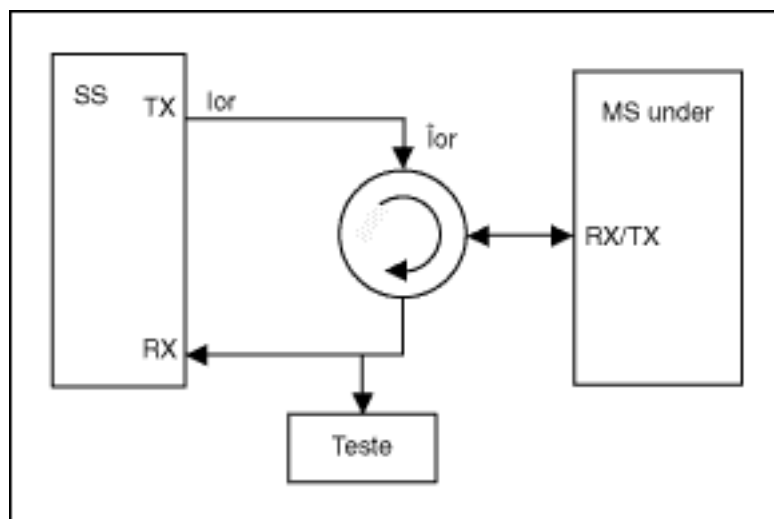 SS
TX
Ior
Îor
MS under
RX/TX
RX
Teste